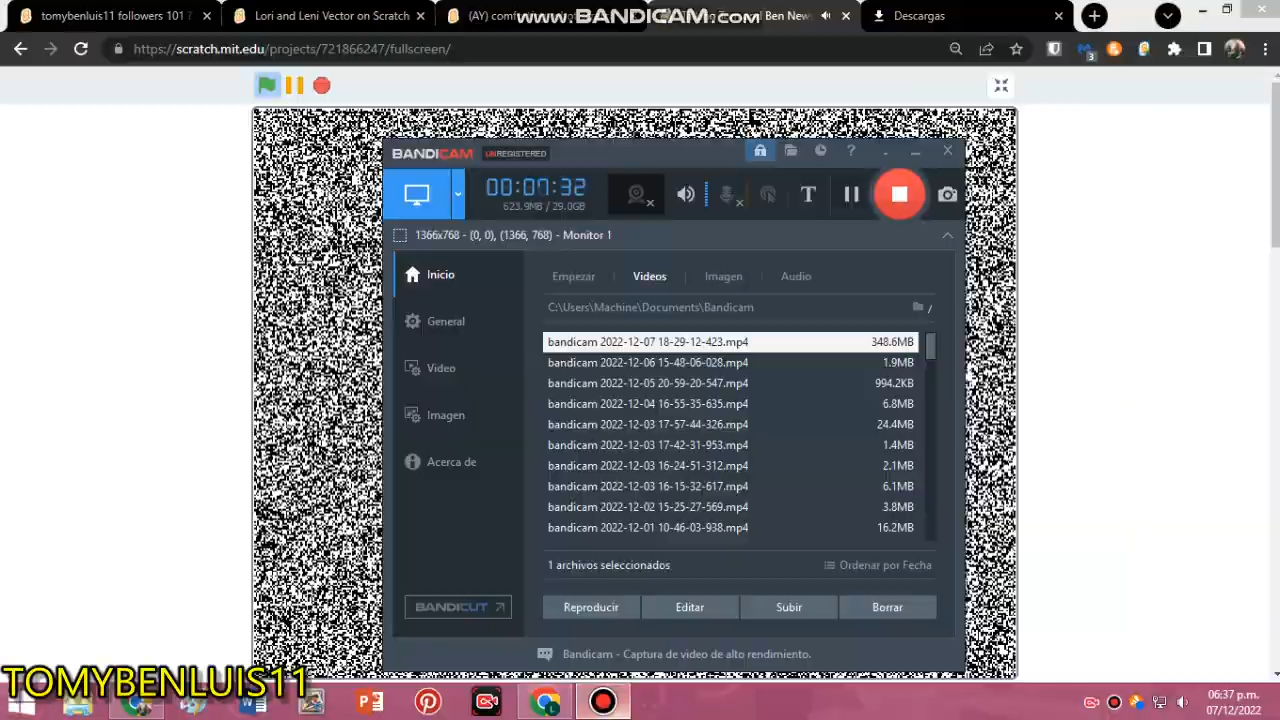 tomybenluis11 followers 101 7
Lori and Leni Vector on Scratch
(AY) com
www.BANDICAM.com
Ben New
Descargas
https://scratch.mit.edu/projects/721866247/fullscreen/
3
BANDICAM UNREGISTERED
00:07:32
623.9MB / 29.0GB
T
1366x768 - (0, 0), (1366, 768) - Monitor 1
Inicio
General
Video
Imagen
Acerca de
BANDICUT
Empezar Videos Imagen Audio
C:\Users\Machine\Documents\Bandicam
bandicam 2022-12-07 18-29-12-423.mp4 348.6MB
bandicam 2022-12-06 15-48-06-028.mp4 1.9MB
bandicam 2022-12-05 20-59-20-547.mp4 994.2KB
bandicam 2022-12-04 16-55-35-635.mp4 6.8MB
bandicam 2022-12-03 17-57-44-326.mp4 24.4MB
bandicam 2022-12-03 17-42-31-953.mp4 1.4MB
bandicam 2022-12-03 16-24-51-312.mp4 2.1MB
bandicam 2022-12-03 16-15-32-617.mp4 6.1MB
bandicam 2022-12-02 15-25-27-569.mp4 3.8MB
bandicam 2022-12-01 10-46-03-938.mp4 16.2MB
1 archivos seleccionados
Ordenar por Fecha
Reproducir Editar Subir Borrar
Bandicam - Captura de video de alto rendimiento.
TOMYBENLUIS11
06:37 p.m.
07/12/2022